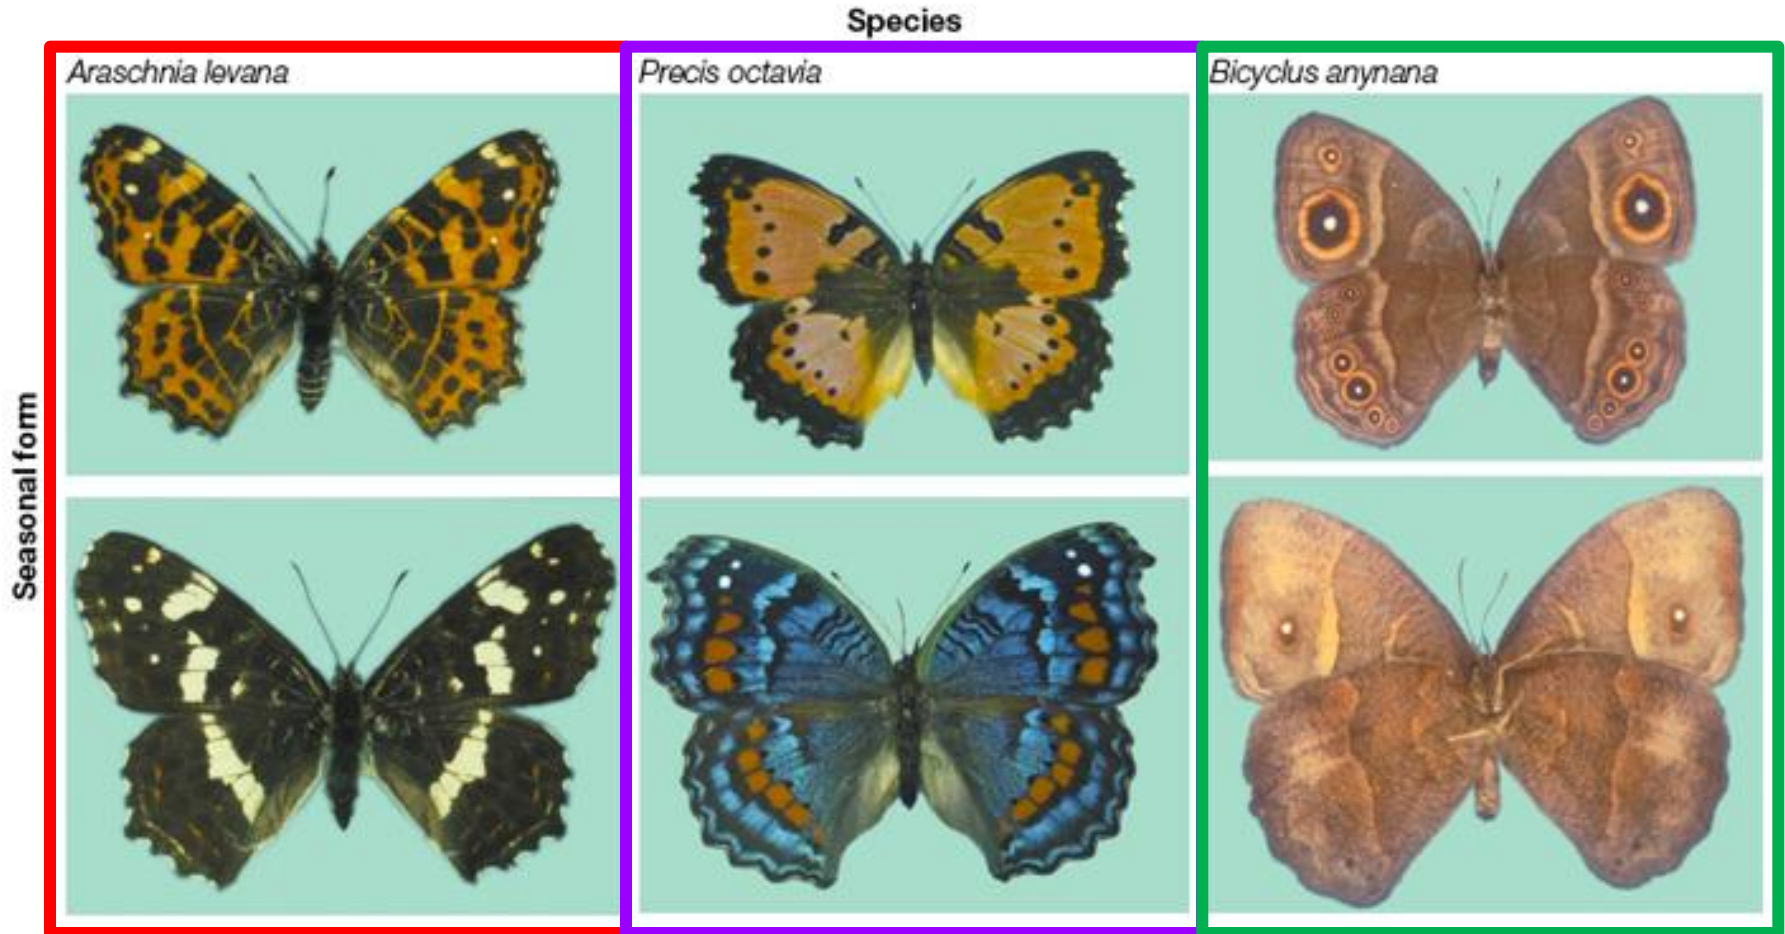 Species
Araschnia levana
Precis octavia
Bicyclus anynana
Seasonal form